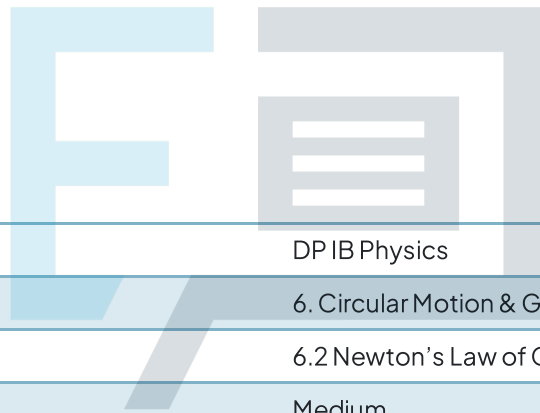 DP IB Physics
6. Circular Motion & G
6.2 Newton's Law of
Medium